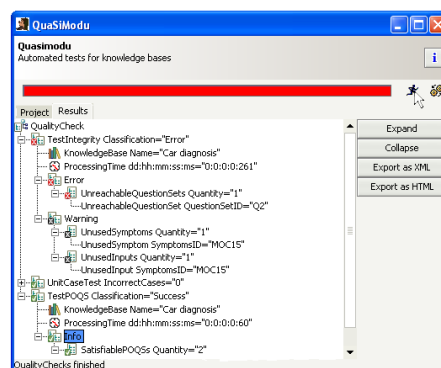 QuaSiModu
Quasimodu
Automated tests for knowledge bases
i
Project Results
QualityCheck
TestIntegrity Classification="Error"
KnowledgeBase Name="Car diagnosis"
ProcessingTime dd:hh:mm:ss:ms="0:0:0:0:261"
Error
UnreachableQuestionSets Quantity="1"
UnreachableQuestionSet QuestionSetID="Q2"
Warning
UnusedSymptoms Quantity="1"
UnusedSymptom SymptomsID="MOC15"
UnusedInputs Quantity="1"
UnusedInput SymptomsID="MOC15"
UnitCaseTest IncorrectCases="0"
TestPOQS Classification="Success"
KnowledgeBase Name="Car diagnosis"
ProcessingTime dd:hh:mm:ss:ms="0:0:0:0:60"
Info
SatisfiablePOQSs Quantity="2"
Expand
Collapse
Export as XML
Export as HTML
QualityChecks finished